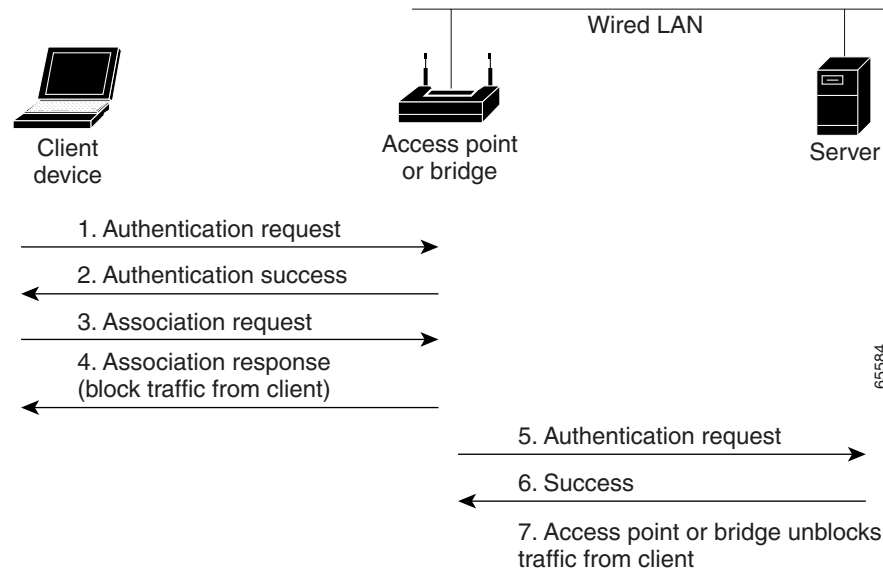 Wired LAN
Client
device
Access point
or bridge
Server
1. Authentication request
2. Authentication success
3. Association request
4. Association response
(block traffic from client)
65584
5. Authentication request
6. Success
7. Access point or bridge unblocks
traffic from client